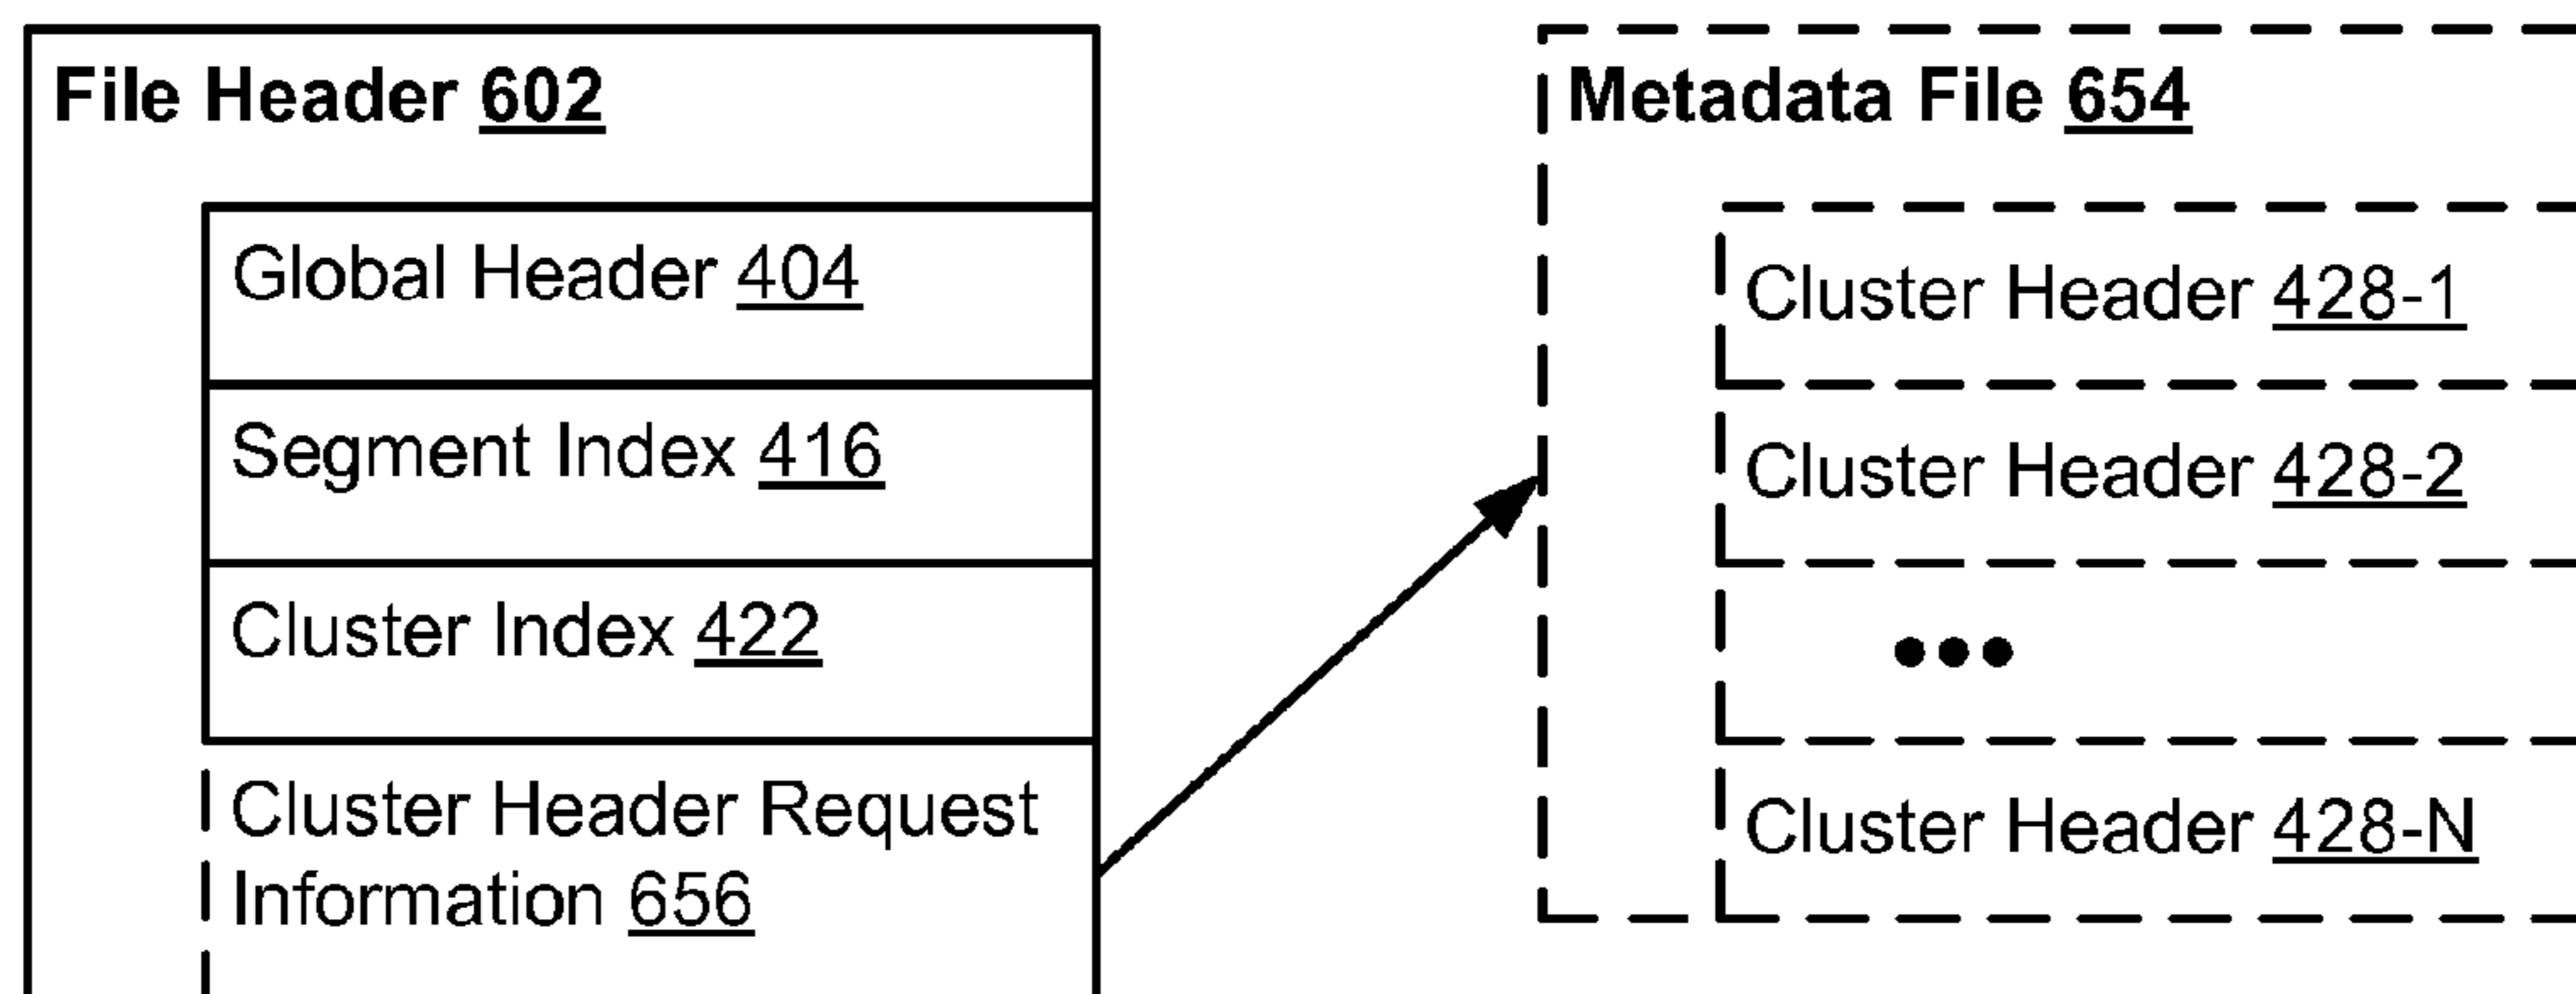 File Header 602
Global Header 404
Segment Index 416
Cluster Index 422
Cluster Header Request
Information 656
Metadata File 654
Cluster Header 428-1
Cluster Header 428-2
•••
Cluster Header 428-N